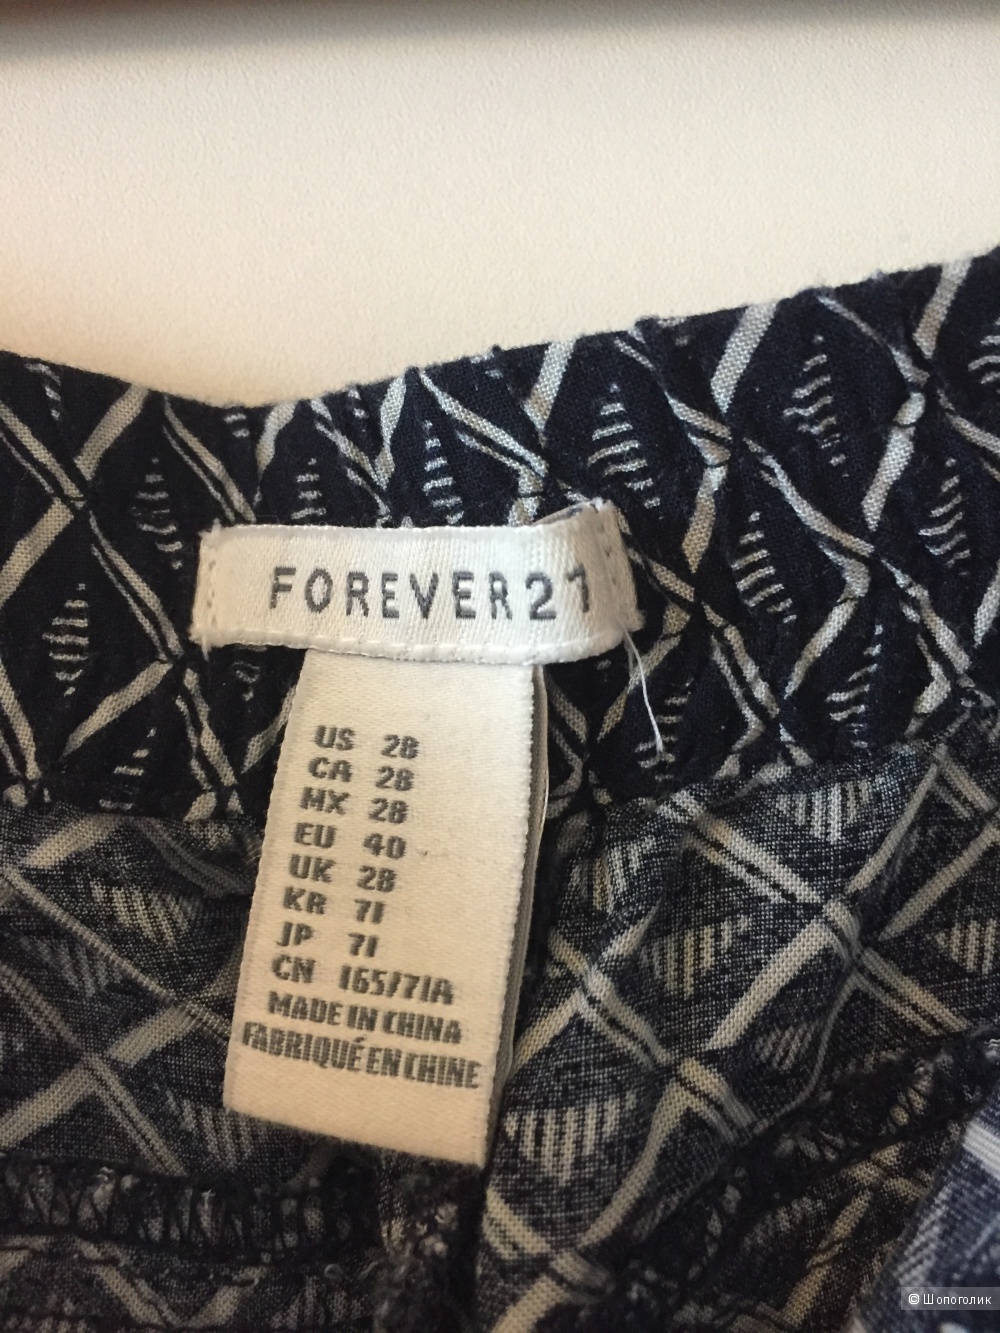 FOREVER21
US 28
CA 28
MX 28
EU 40
UK 28
KR 71
JP 71
CN 165/71A
MADE IN CHINA
FABRIQUÉ EN CHINE
© Шопоголик